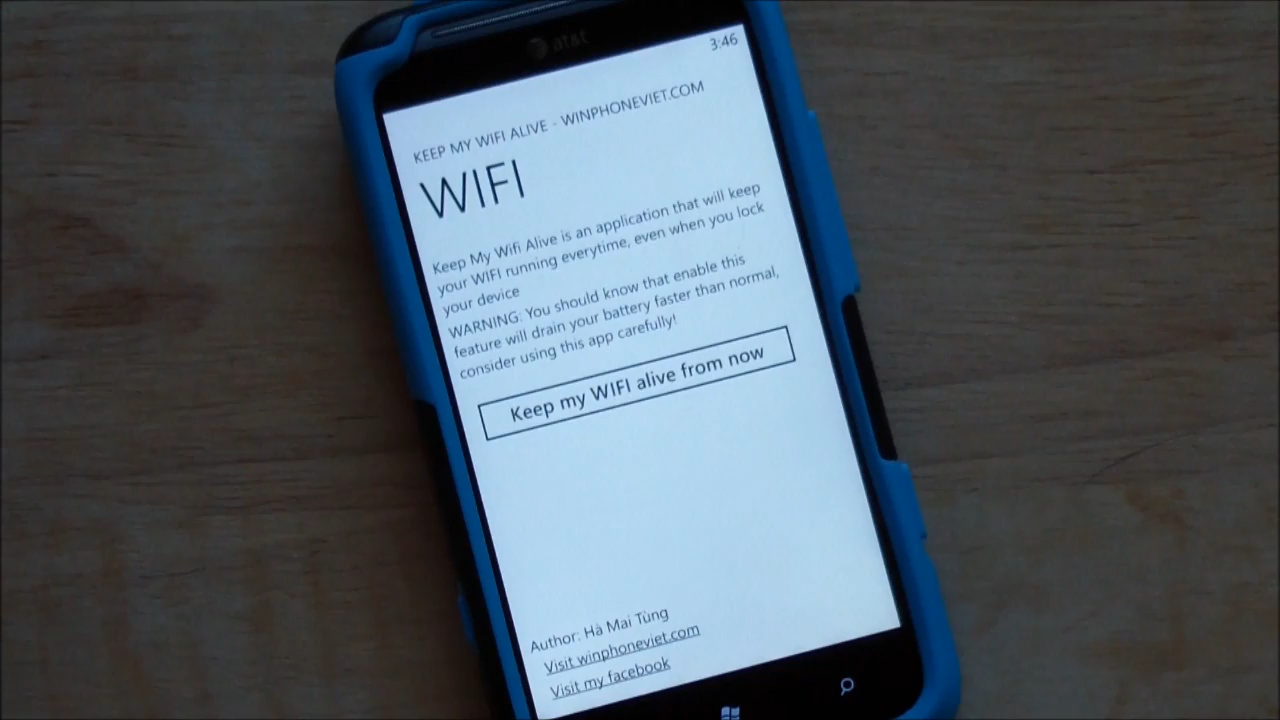 at&t
3:46
KEEP MY WIFI ALIVE - WINPHONEVIET.COM
WIFI
Keep My Wifi Alive is an application that will keep
your WIFI running everytime, even when you lock
your device
WARNING: You should know that enable this
feature will drain your battery faster than normal,
consider using this app carefully!
Keep my WIFI alive from now
Author: Hà Mai Tùng
Visit winphoneviet.com
Visit my facebook